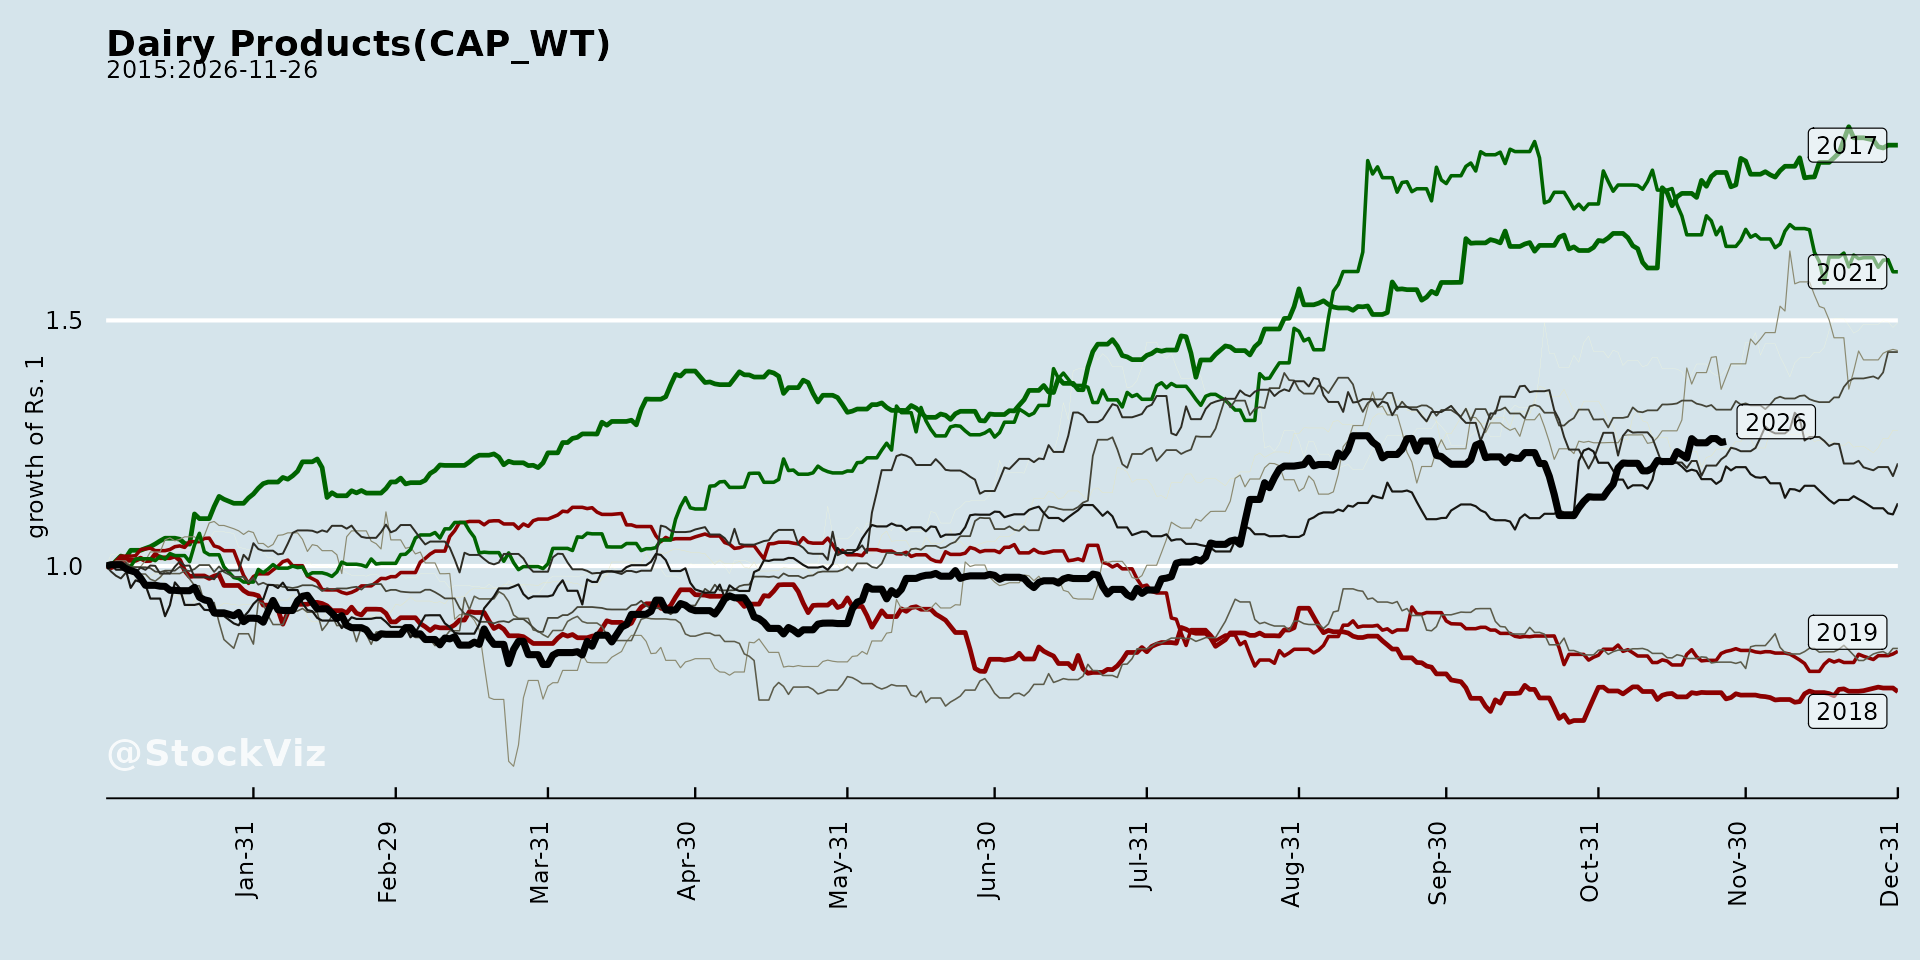 Dairy Products(CAP_WT)
2015:2026-11-26
growth of Rs. 1
1.5
1.0
2017
2021
2026
2019
2018
@StockViz
Jan-31
Feb-29
Mar-31
Apr-30
May-31
Jun-30
Jul-31
Aug-31
Sep-30
Oct-31
Nov-30
Dec-31